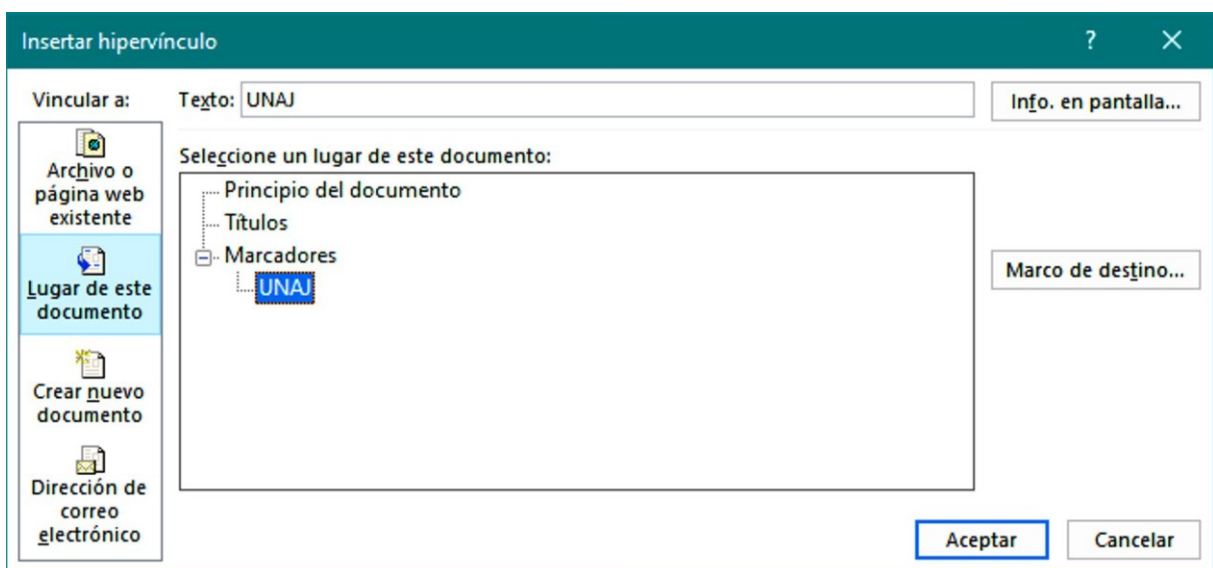 Insertar hipervínculo
?
Vincular a:
Texto: UNAJ
Info. en pantalla...
Archivo o
página web
existente
Lugar de este
documento
Crear nuevo
documento
Dirección de
correo
electrónico
Seleccione un lugar de este documento:
Principio del documento
Títulos
Marcadores
UNAJ
Marco de destino...
Aceptar
Cancelar